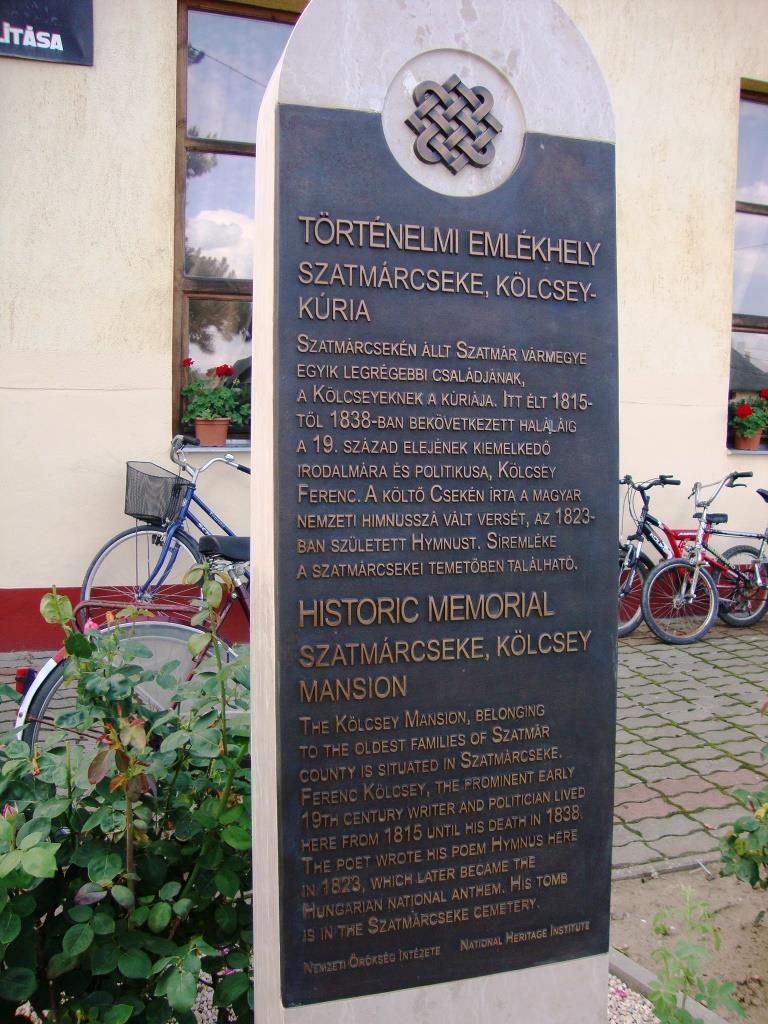 ÍTÁSA
TÖRTÉNELMI EMLÉKHELY
SZATMÁRCSEKE, KÖLCSEY-
KÚRIA
SZATMÁRCSEKÉN ÁLLT SZATMÁR VÁRMEGYE
EGYIK LEGRÉGEBBI CSALÁDJÁNAK,
A KÖLCSEYEKNEK A KÚRIÁJA. ITT ÉLT 1815-
TŐL 1838-BAN BEKÖVETKEZETT HALÁLÁIG
A 19. SZÁZAD ELEJÉNEK KIEMELKEDŐ
IRODALMÁRA ÉS POLITIKUSA, KÖLCSEY
FERENC. A KÖLTŐ CSEKÉN ÍRTA A MAGYAR
NEMZETI HIMNUSSZÁ VÁLT VERSÉT, AZ 1823-
BAN SZÜLETETT HYMNUST. SÍREMLÉKE
A SZATMÁRCSEKEI TEMETŐBEN TALÁLHATÓ.
HISTORIC MEMORIAL
SZATMÁRCSEKE, KÖLCSEY
MANSION
THE KÖLCSEY MANSION, BELONGING
TO THE OLDEST FAMILIES OF SZATMÁR
COUNTY IS SITUATED IN SZATMÁRCSEKE.
FERENC KÖLCSEY, THE PROMINENT EARLY
19TH CENTURY WRITER AND POLITICIAN LIVED
HERE FROM 1815 UNTIL HIS DEATH IN 1838.
THE POET WROTE HIS POEM HYMNUS HERE
IN 1823, WHICH LATER BECAME THE
HUNGARIAN NATIONAL ANTHEM. HIS TOMB
IS IN THE SZATMÁRCSEKE CEMETERY.
NEMZETI ÖRÖKSÉG INTÉZETE NATIONAL HERITAGE INSTITUTE